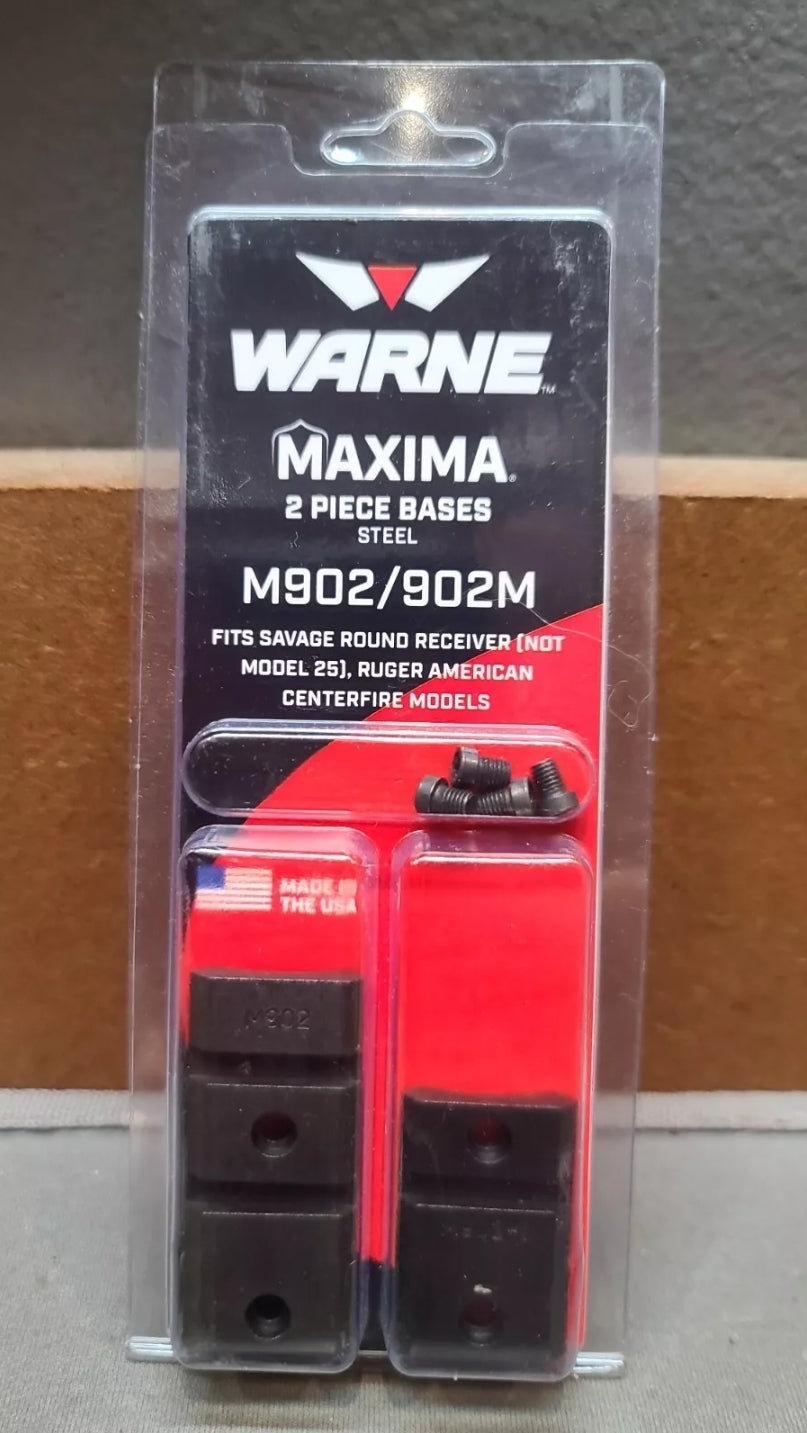 WARNE™
MAXIMA®
2 PIECE BASES
STEEL
M902/902M
FITS SAVAGE ROUND RECEIVER (NOT
MODEL 25), RUGER AMERICAN
CENTERFIRE MODELS
MADE IN
THE USA
M902